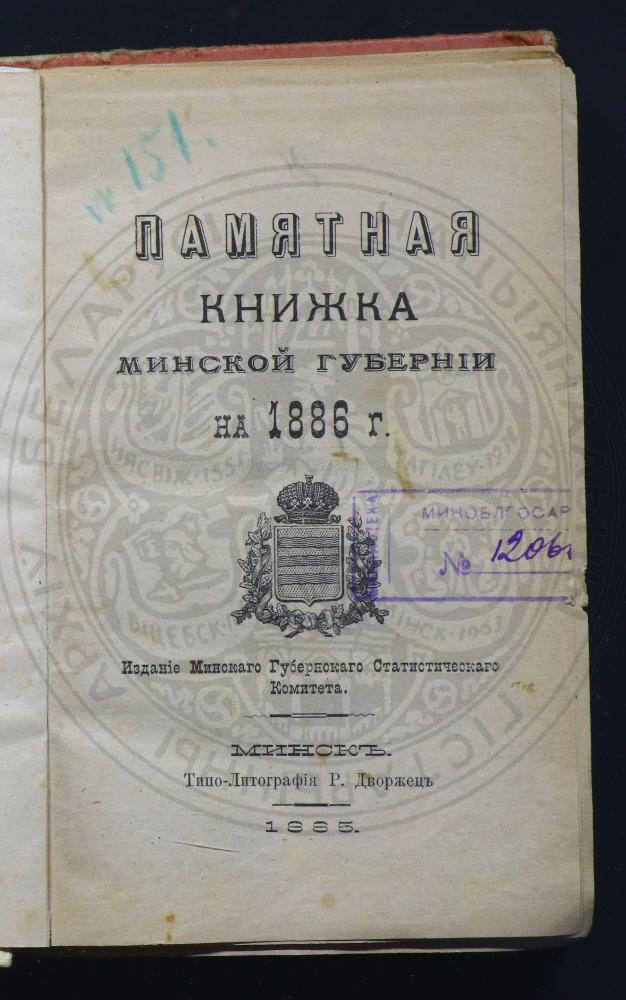 № 151.
ПАМЯТНАЯ
КНИЖКА
МИНСКОЙ ГУБЕРНІИ
НА 1886 г.
МИНОБЛГОСАР
№ 1206
Изданіе Минскаго Губернскаго Статистическаго
Комитета.
МИНСКЪ.
Типо-Литографія Р. Дворжецъ
1885.